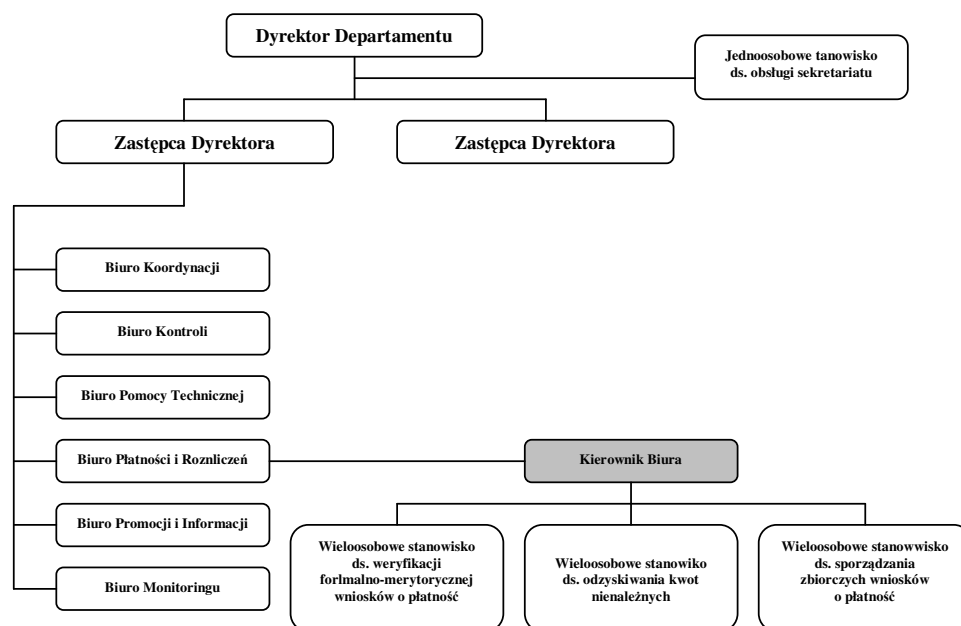 Dyrektor Departamentu
Jednoosobowe tanowisko
ds. obsługi sekretariatu
Zastępca Dyrektora
Zastępca Dyrektora
Biuro Koordynacji
Biuro Kontroli
Biuro Pomocy Technicznej
Biuro Płatności i Roznliczeń
Kierownik Biura
Biuro Promocji i Informacji
Biuro Monitoringu
Wieloosobowe stanowisko
ds. weryfikacji
forlmalno-merytorycznej
wniosków o płatność
Wieloosobowe stanowiko
ds. odzyskiwania kwot
nienależnych
Wieloosobowe stanowwisko
ds. sporządzania
zbiorczych wniosków
o płatność